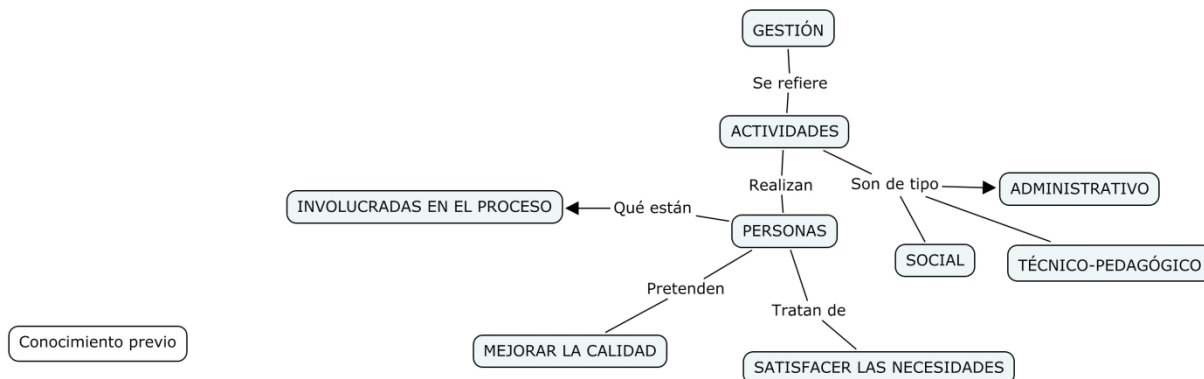 GESTIÓN
Se refiere
ACTIVIDADES
Realizan
Son de tipo
ADMINISTRATIVO
INVOLUCRADAS EN EL PROCESO
Qué están
PERSONAS
SOCIAL
TÉCNICO-PEDAGÓGICO
Pretenden
Tratan de
Conocimiento previo
MEJORAR LA CALIDAD
SATISFACER LAS NECESIDADES